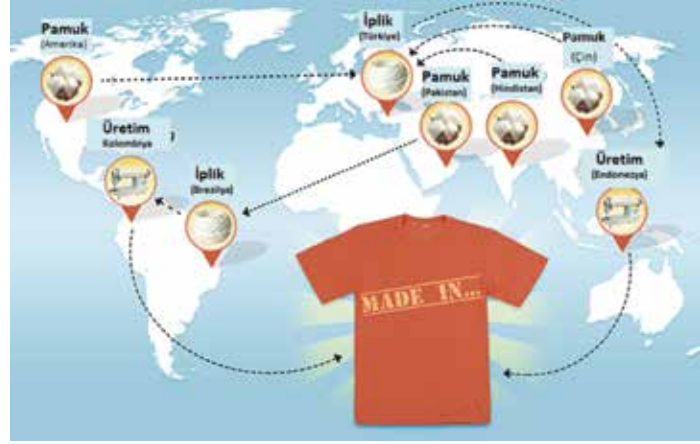 Pamuk
(Amerika)
İplik
(Türkiye)
Pamuk
(Çin)
Pamuk
(Pakistan)
Pamuk
(Hindistan)
Üretim
Kolombiya
İplik
(Brezilya)
Üretim
(Endonezya)
MADE IN...